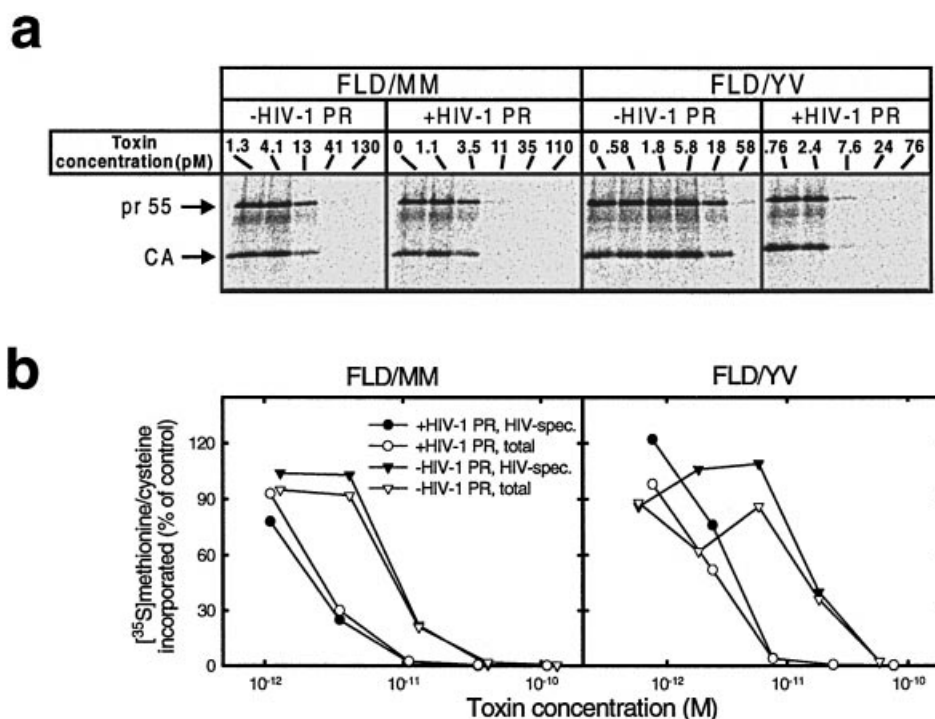 a
FLD/MM FLD/YV
-HIV-1 PR +HIV-1 PR -HIV-1 PR +HIV-1 PR
Toxin concentration (pM) 1.3 4.1 13 41 130 0 1.1 3.5 11 35 110 0 .58 1.8 5.8 18 58 .76 2.4 7.6 24 76
pr 55
CA
b
FLD/MM FLD/YV
+HIV-1 PR, HIV-spec.
+HIV-1 PR, total
-HIV-1 PR, HIV-spec.
-HIV-1 PR, total
[35S]methionine/cysteine
incorporated (% of control)
120
90
60
30
0
10-12 10-11 10-10 10-12 10-11 10-10
Toxin concentration (M)